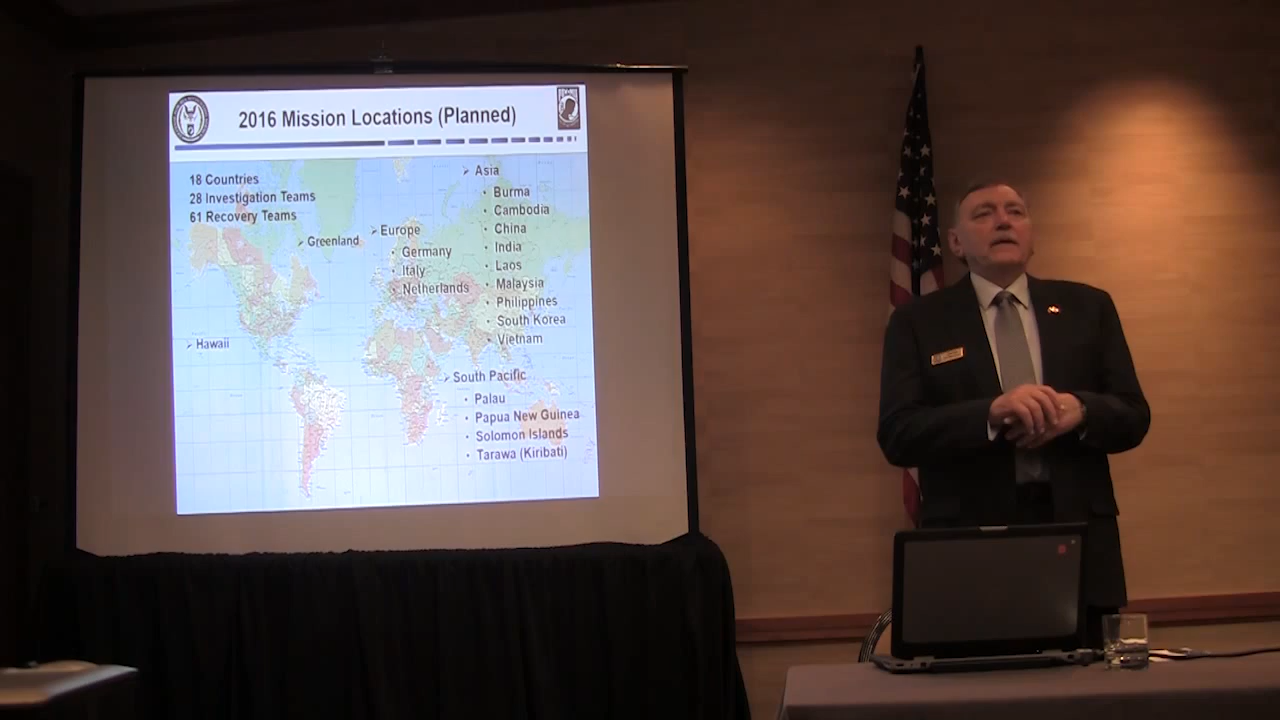 2016 Mission Locations (Planned)
18 Countries
28 Investigation Teams
61 Recovery Teams
➢ Greenland
➢ Hawaii
➢ Europe
• Germany
• Italy
• Netherlands
➢ Asia
• Burma
• Cambodia
• China
• India
• Laos
• Malaysia
• Philippines
• South Korea
• Vietnam
➢ South Pacific
• Palau
• Papua New Guinea
• Solomon Islands
• Tarawa (Kiribati)